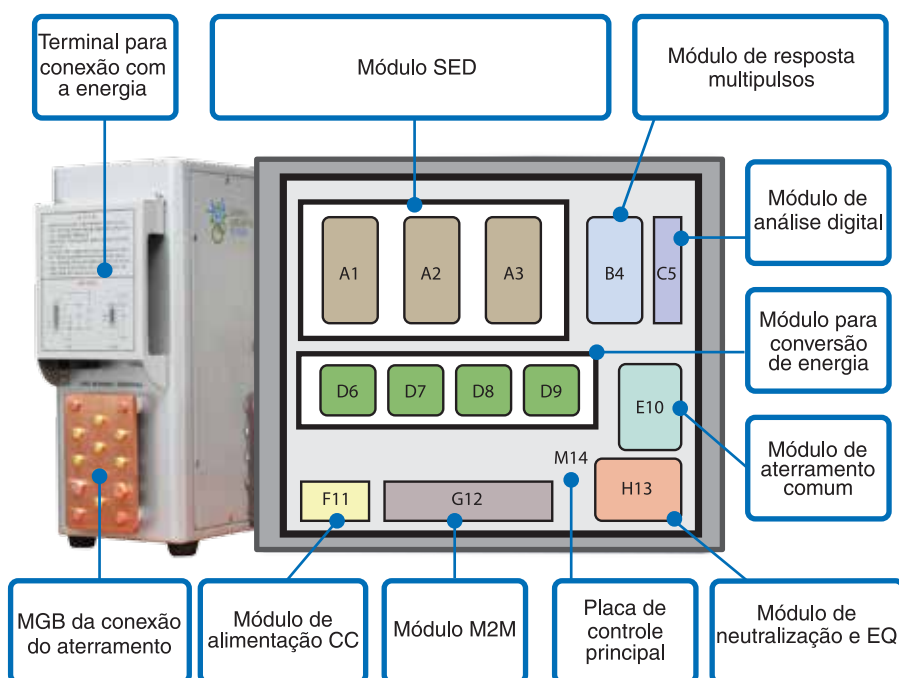 Terminal para
conexão com
a energia
Módulo SED
Módulo de resposta
multipulsos
Módulo de
análise digital
A1
A2
A3
B4
C5
Módulo para
conversão
de energia
D6
D7
D8
D9
E10
M14
Módulo de
aterramento
comum
F11
G12
H13
MGB da conexão
do aterramento
Módulo de
alimentação CC
Módulo M2M
Placa de
controle
principal
Módulo de
neutralização e EQ